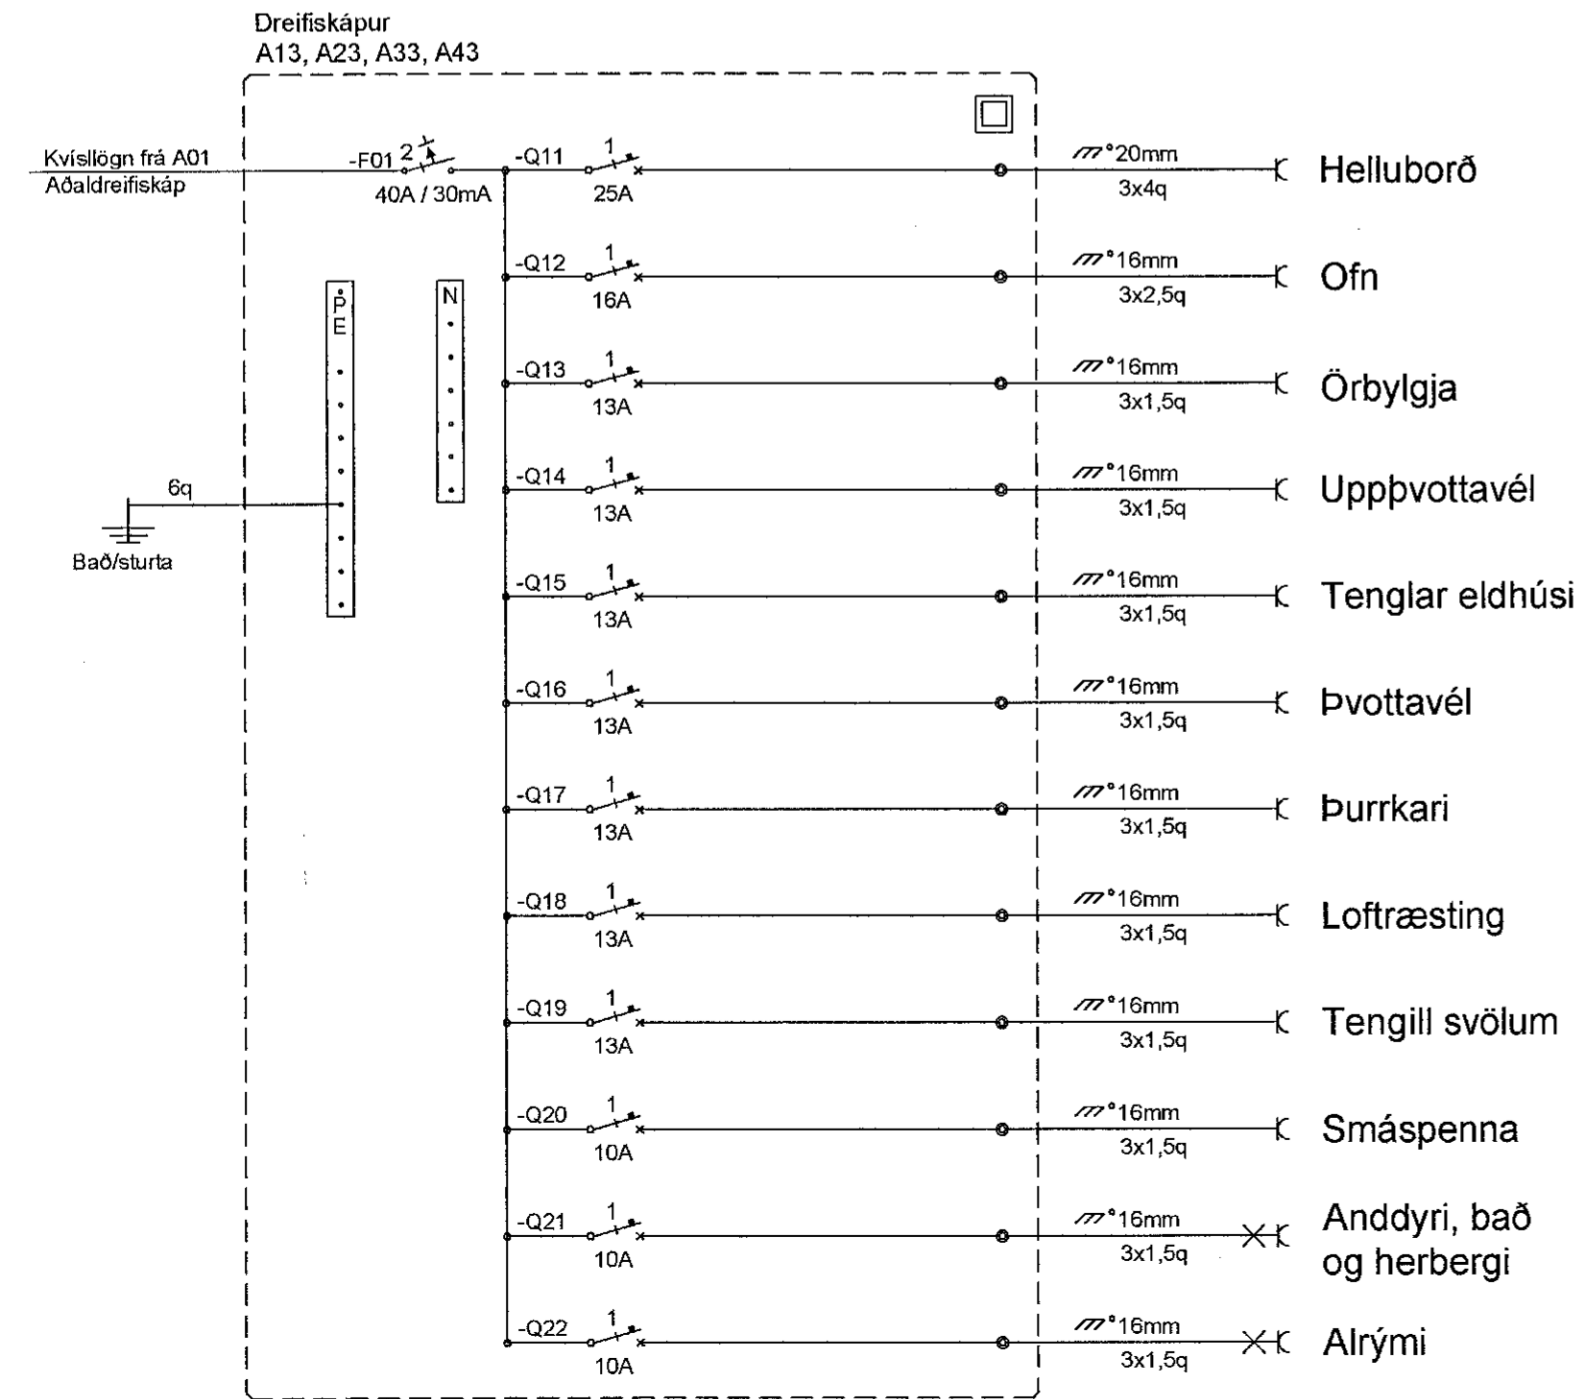 Dreifiskápur
A13, A23, A33, A43
Kvísllögn frá A01
Aðaldreifiskáp
-F01 2
40A / 30mA
-Q11 1
25A
°20mm
3x4q
Helluborð
-Q12 1
16A
°16mm
3x2,5q
Ofn
PE
N
-Q13 1
13A
°16mm
3x1,5q
Örbylgja
-Q14 1
13A
°16mm
3x1,5q
Uppþvottavél
6q
Bað/sturta
-Q15 1
13A
°16mm
3x1,5q
Tenglar eldhúsi
-Q16 1
13A
°16mm
3x1,5q
Þvottavél
-Q17 1
13A
°16mm
3x1,5q
Þurrkari
-Q18 1
13A
°16mm
3x1,5q
Loftræsting
-Q19 1
13A
°16mm
3x1,5q
Tengill svölum
-Q20 1
10A
°16mm
3x1,5q
Smáspenna
-Q21 1
10A
°16mm
3x1,5q
Anddyri, bað
og herbergi
-Q22 1
10A
°16mm
3x1,5q
Alrými